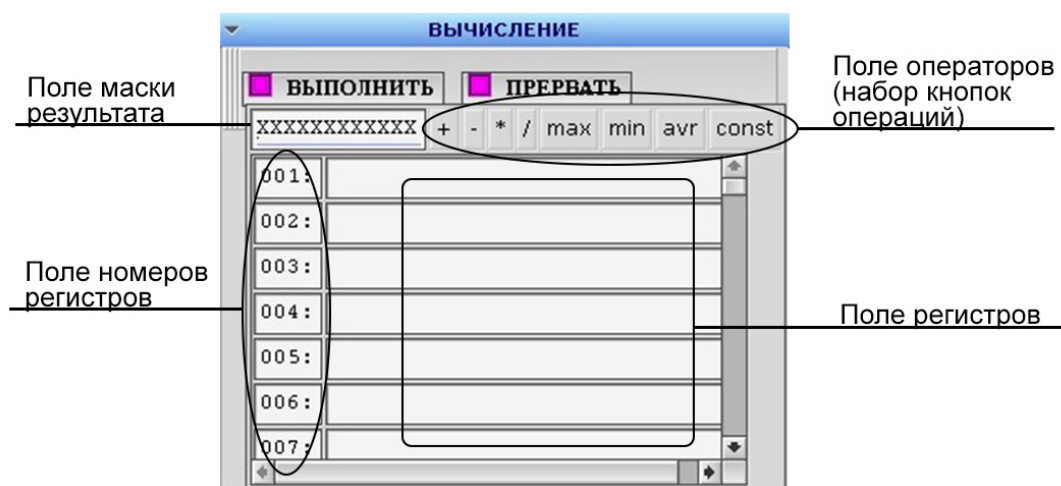 ВЫЧИСЛЕНИЕ
Поле маски
результата
ВЫПОЛНИТЬ
ПРЕРВАТЬ
Поле операторов
(набор кнопок
операций)
XXXXXXXXXXXXX + - * / max min avr const
001:
002:
003:
004:
005:
006:
007:
Поле номеров
регистров
Поле регистров